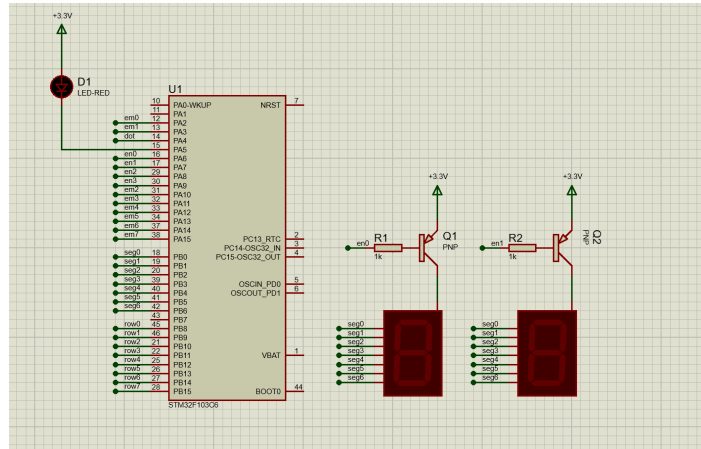 +3.3V
D1
LED-RED
U1
10 PA0-WKUP NRST 7
11 PA1
em0 12 PA2
em1 13 PA3
dot 14 PA4
15 PA5
en0 16 PA6
en1 17 PA7
en2 29 PA8
en3 30 PA9
em2 31 PA10
em3 32 PA11
em4 33 PA12
em5 34 PA13
em6 37 PA14
em7 38 PA15
PC13_RTC 2
PC14-OSC32_IN 3
PC15-OSC32_OUT 4
seg0 18 PB0
seg1 19 PB1
seg2 20 PB2
seg3 39 PB3
seg4 40 PB4
seg5 41 PB5
seg6 42 PB6
43 PB7
row0 45 PB8
row1 46 PB9
row2 21 PB10
row3 22 PB11
row4 25 PB12
row5 26 PB13
row6 27 PB14
row7 28 PB15
OSCIN_PD0 5
OSCOUT_PD1 6
VBAT 1
BOOT0 44
STM32F103C6
+3.3V
en0
R1
1k
Q1
PNP
seg0
seg1
seg2
seg3
seg4
seg5
seg6
+3.3V
en1
R2
1k
Q2
PNP
seg0
seg1
seg2
seg3
seg4
seg5
seg6